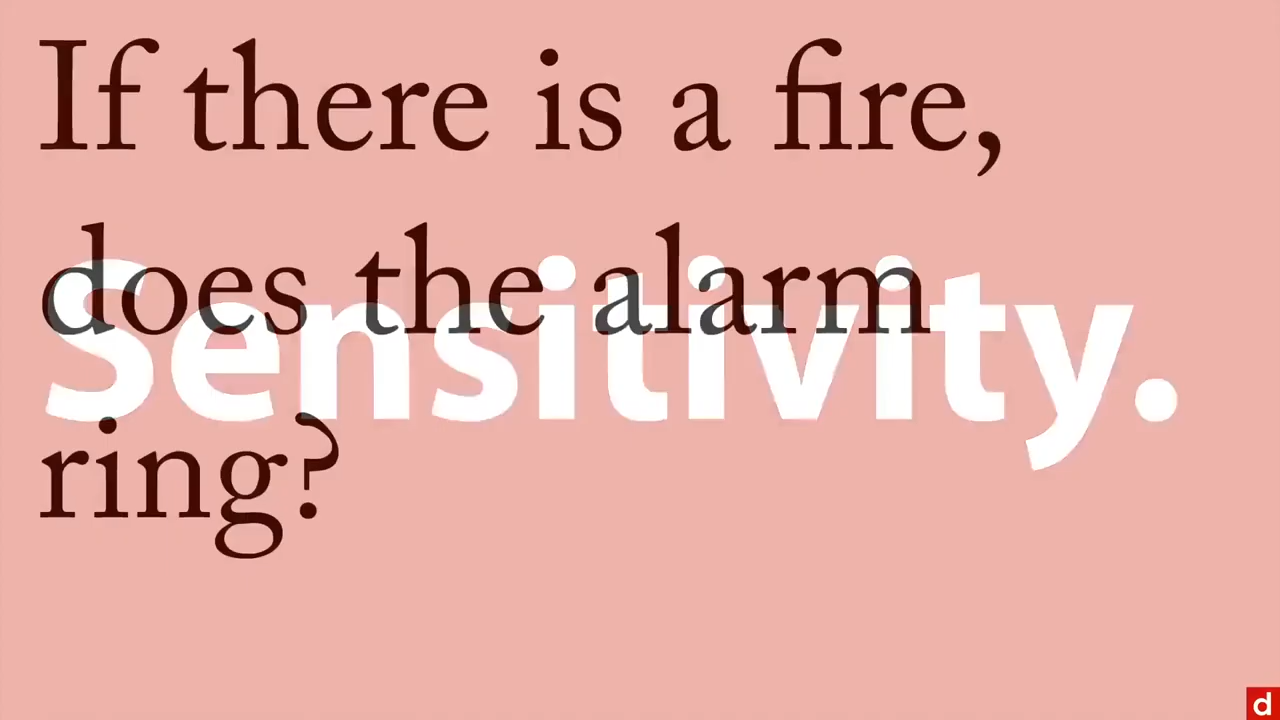 If there is a fire,
does the alarm
Sensitivity.
ring?
d